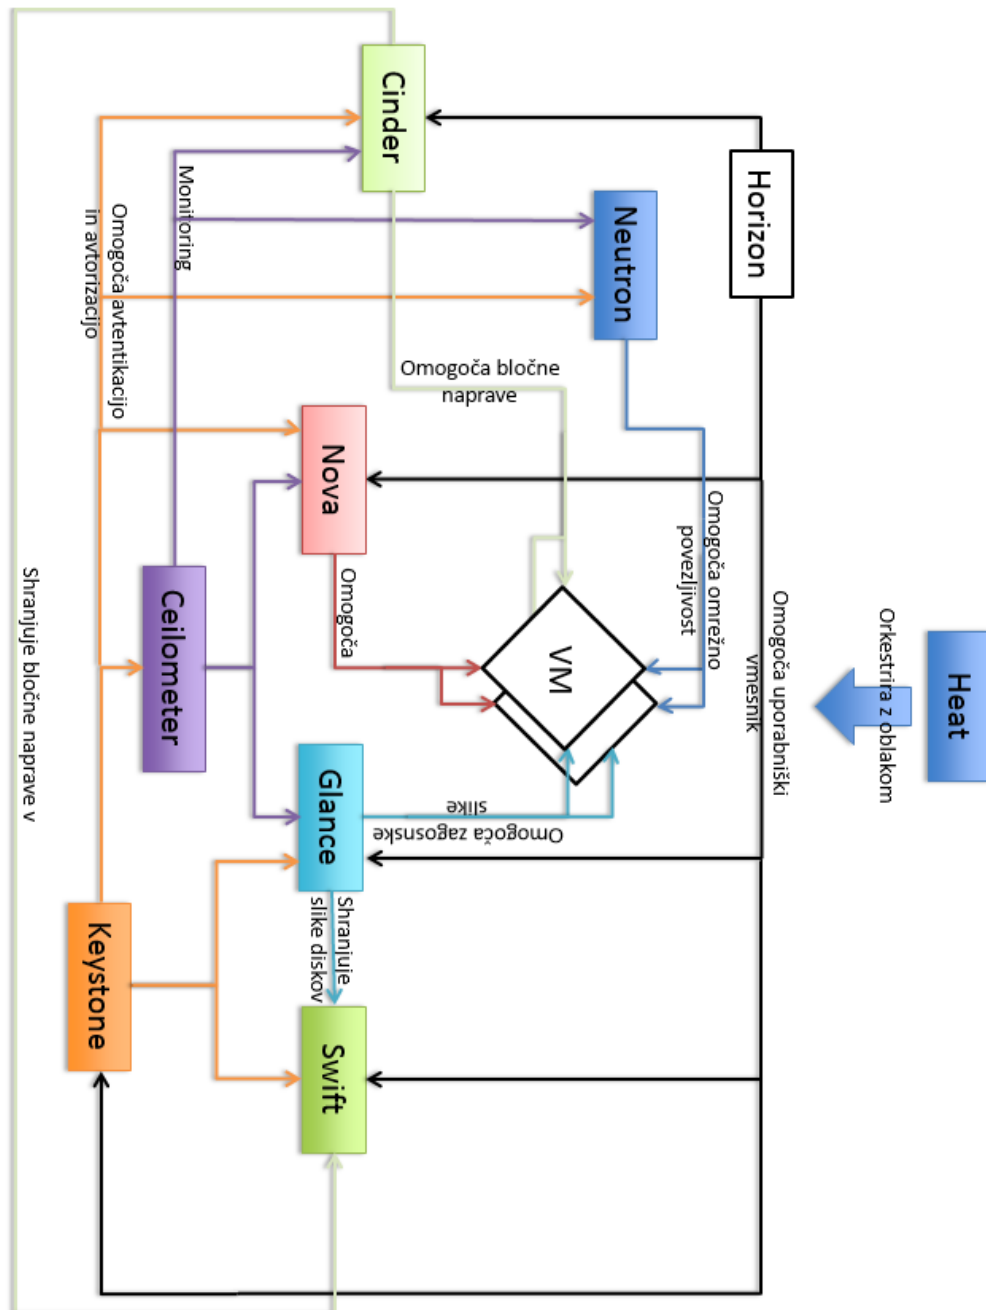 Heat
Orkestrira z oblakom
Horizon
Omogoča uporabniški
vmesnik
Neutron
Omogoča omrežno
povezljivost
VM
Omogoča bločne
naprave
Cinder
Nova
Omogoča
Glance
Omogoča zagosnske
slike
Shranjuje
slike diskov
Swift
Ceilometer
Monitoring
Omogoča avtentikacijo
in avtorizacijo
Keystone
Shranjuje bločne naprave v